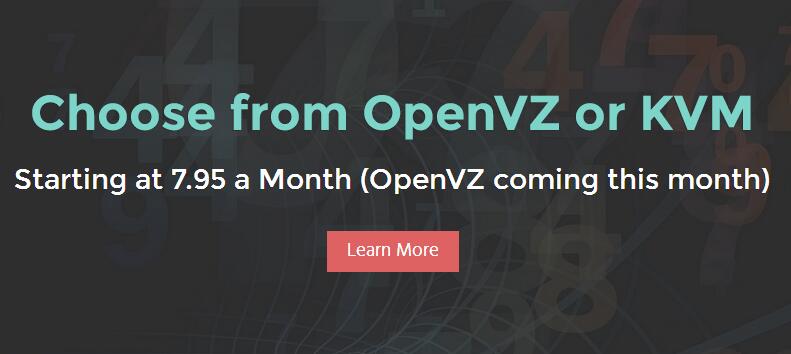 Choose from OpenVZ or KVM
Starting at 7.95 a Month (OpenVZ coming this month)
Learn More